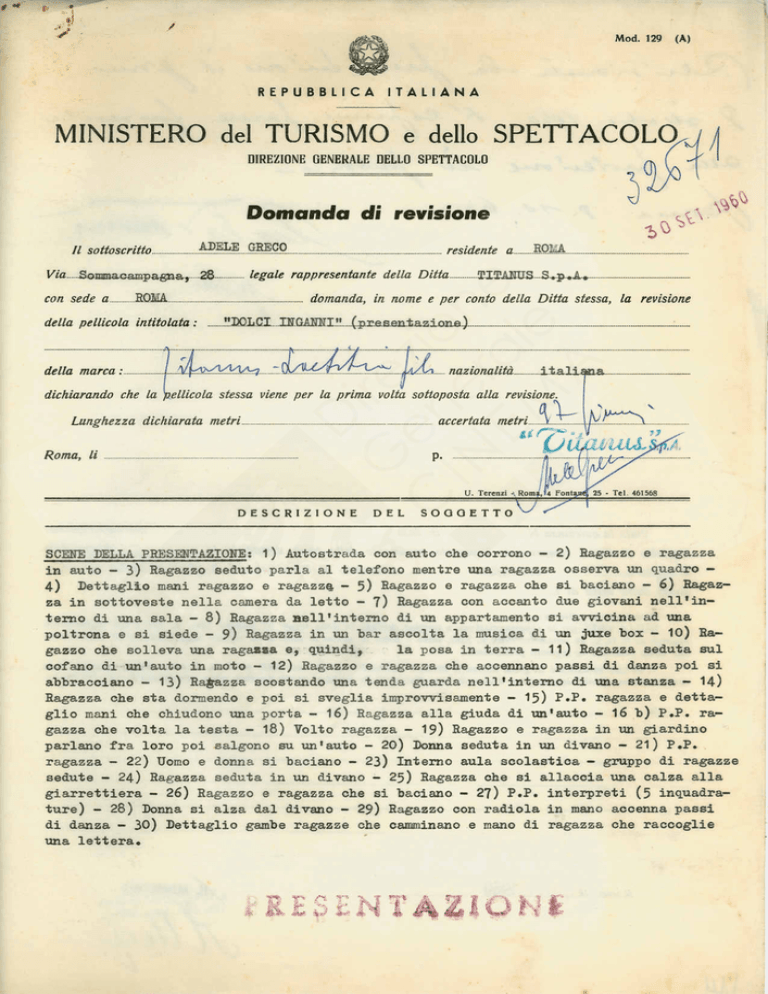 Mod. 129 (A)
REPUBBLICA ITALIANA
MINISTERO del TURISMO e dello SPETTACOLO
DIREZIONE GENERALE DELLO SPETTACOLO
32671
30 SET. 1960
Domanda di revisione
Il sottoscritto ADELE GRECO residente a ROMA
Via Sommacampagna, 28 legale rappresentante della Ditta TITANUS S.p.A.
con sede a ROMA domanda, in nome e per conto della Ditta stessa, la revisione
della pellicola intitolata: "DOLCI INGANNI" (presentazione)
della marca: Titanus - Laetitia film nazionalità italiana
dichiarando che la pellicola stessa viene per la prima volta sottoposta alla revisione.
Lunghezza dichiarata metri accertata metri 97
"Titanus" S.p.A.
Roma, li p.
U. Terenzi - Roma, 4 Fontane, 25 - Tel. 461568
DESCRIZIONE DEL SOGGETTO
SCENE DELLA PRESENTAZIONE: 1) Autostrada con auto che corrono - 2) Ragazzo e ragazza
in auto - 3) Ragazzo seduto parla al telefono mentre una ragazza osserva un quadro -
4) Dettaglio mani ragazzo e ragazza - 5) Ragazzo e ragazza che si baciano - 6) Ragaz-
za in sottoveste nella camera da letto - 7) Ragazza con accanto due giovani nell'in-
terno di una sala - 8) Ragazza nell'interno di un appartamento si avvicina ad una
poltrona e si siede - 9) Ragazza in un bar ascolta la musica di un juxe box - 10) Ra-
gazzo che solleva una ragazza e, quindi, la posa in terra - 11) Ragazza seduta sul
cofano di un'auto in moto - 12) Ragazzo e ragazza che accennano passi di danza poi si
abbracciano - 13) Ragazza scostando una tenda guarda nell'interno di una stanza - 14)
Ragazza che sta dormendo e poi si sveglia improvvisamente - 15) P.P. ragazza e detta-
glio mani che chiudono una porta - 16) Ragazza alla giuda di un'auto - 16 b) P.P. ra-
gazza che volta la testa - 18) Volto ragazza - 19) Ragazzo e ragazza in un giardino
parlano fra loro poi salgono su un'auto - 20) Donna seduta in un divano - 21) P.P.
ragazza - 22) Uomo e donna si baciano - 23) Interno aula scolastica - gruppo di ragazze
sedute - 24) Ragazza seduta in un divano - 25) Ragazza che si allaccia una calza alla
giarrettiera - 26) Ragazzo e ragazza che si baciano - 27) P.P. interpreti (5 inquadra-
ture) - 28) Donna si alza dal divano - 29) Ragazzo con radiola in mano accenna passi
di danza - 30) Dettaglio gambe ragazze che camminano e mano di ragazza che raccoglie
una lettera.
PRESENTAZIONE